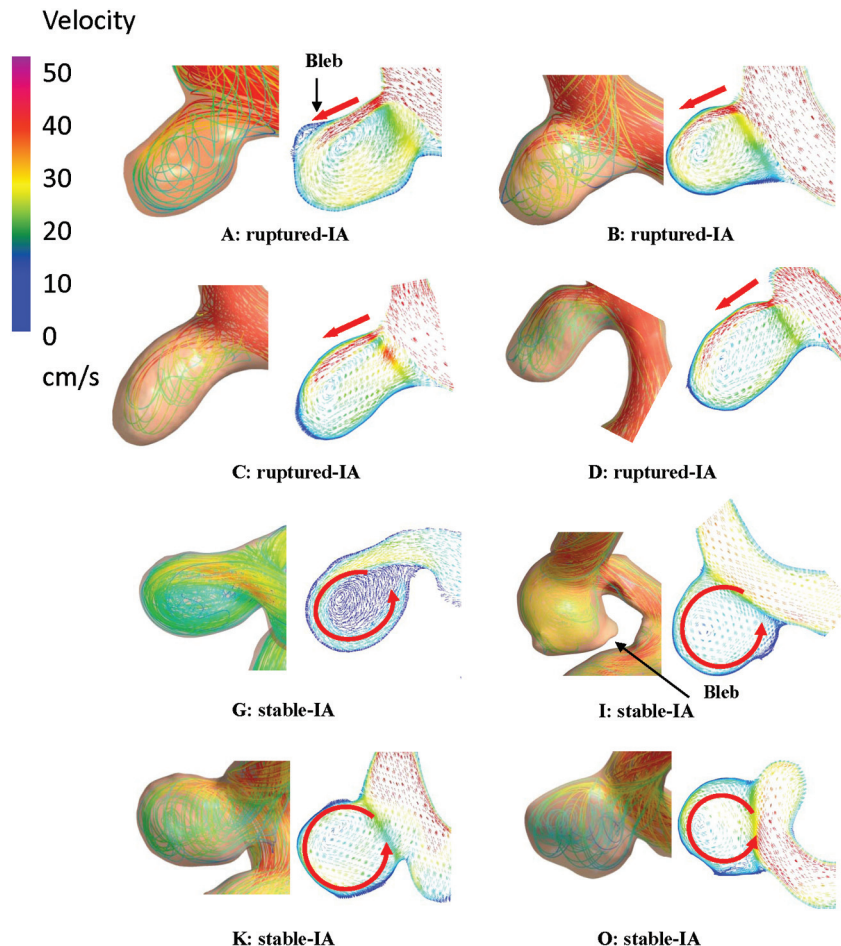 Velocity
50
40
30
20
10
0
cm/s
Bleb
A: ruptured-IA
B: ruptured-IA
C: ruptured-IA
D: ruptured-IA
Bleb
G: stable-IA
I: stable-IA
K: stable-IA
O: stable-IA